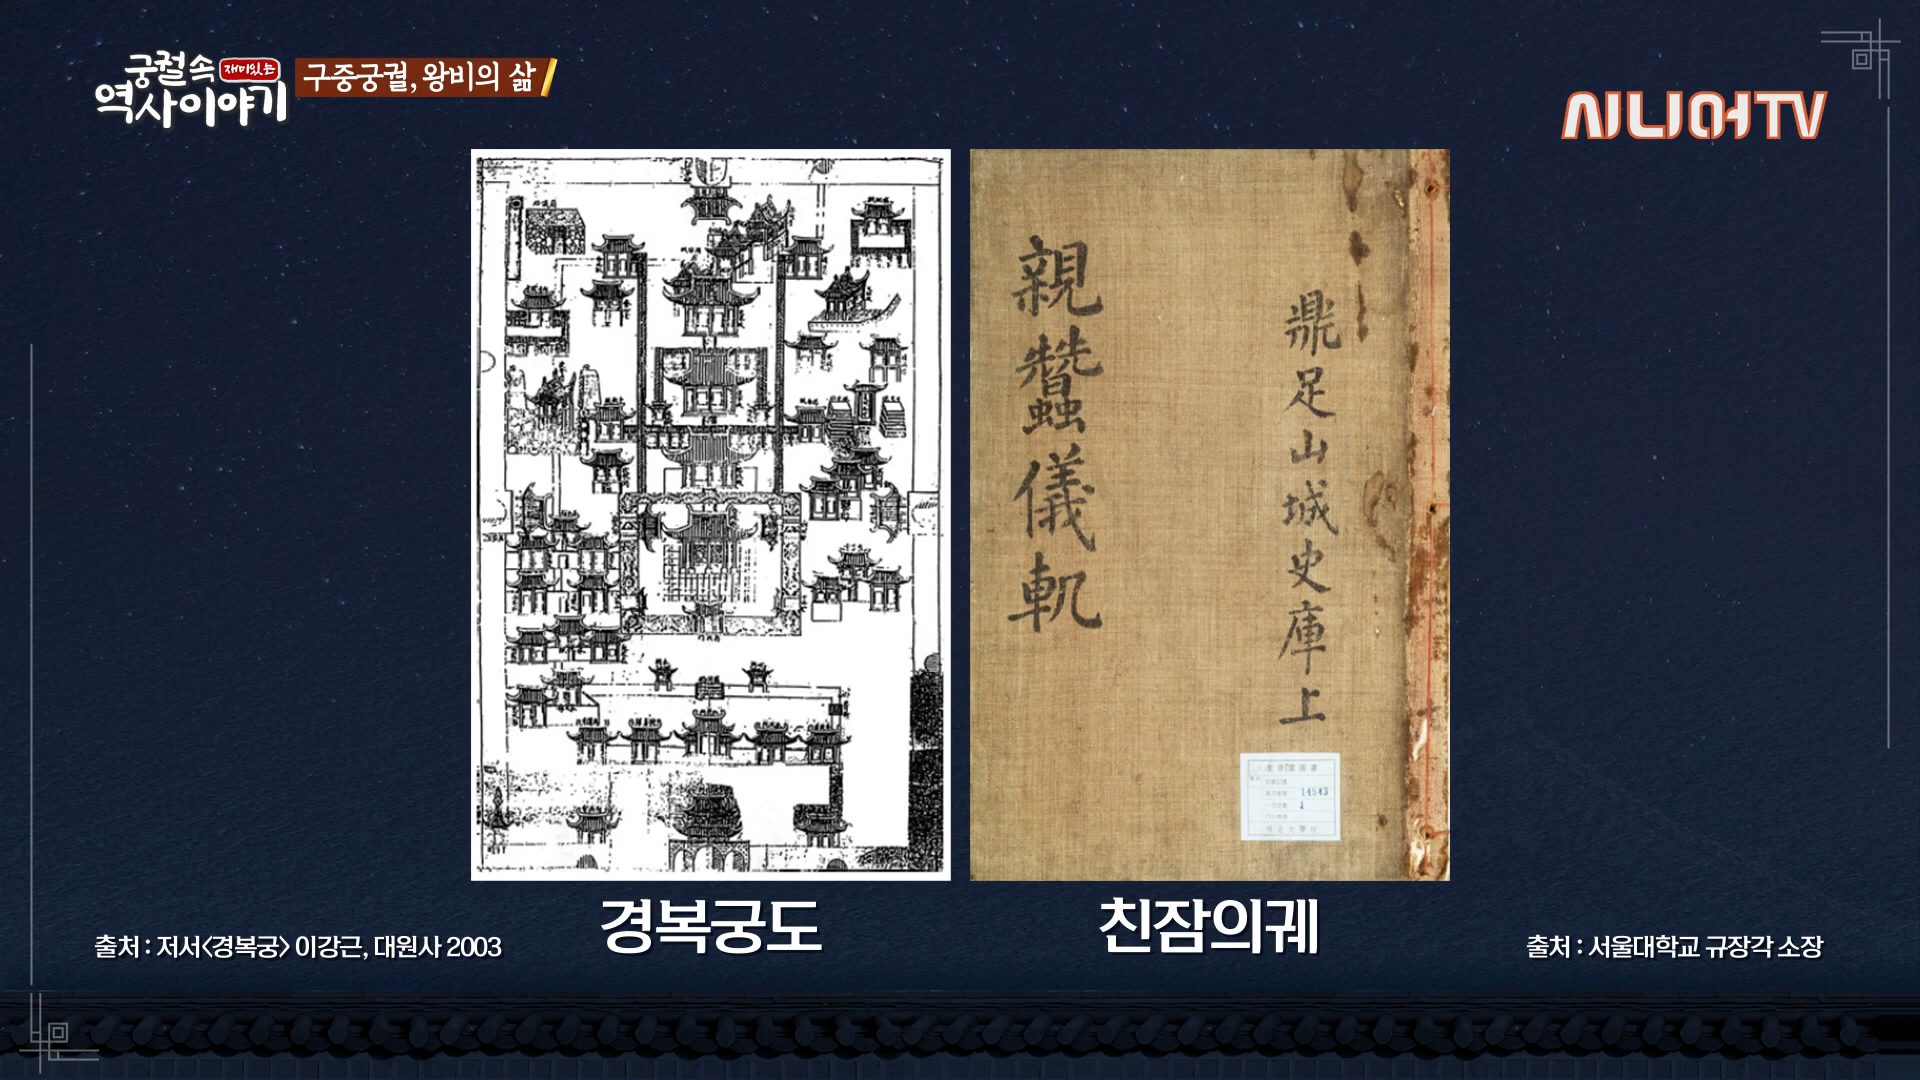 궁궐 속 재미있는
역사이야기
구중궁궐, 왕비의 삶
시니어TV
親蠶儀軌
鼎足山城史庫上
14543
1
경복궁도
친잠의궤
출처 : 저서<경복궁> 이강근, 대원사 2003
출처 : 서울대학교 규장각 소장